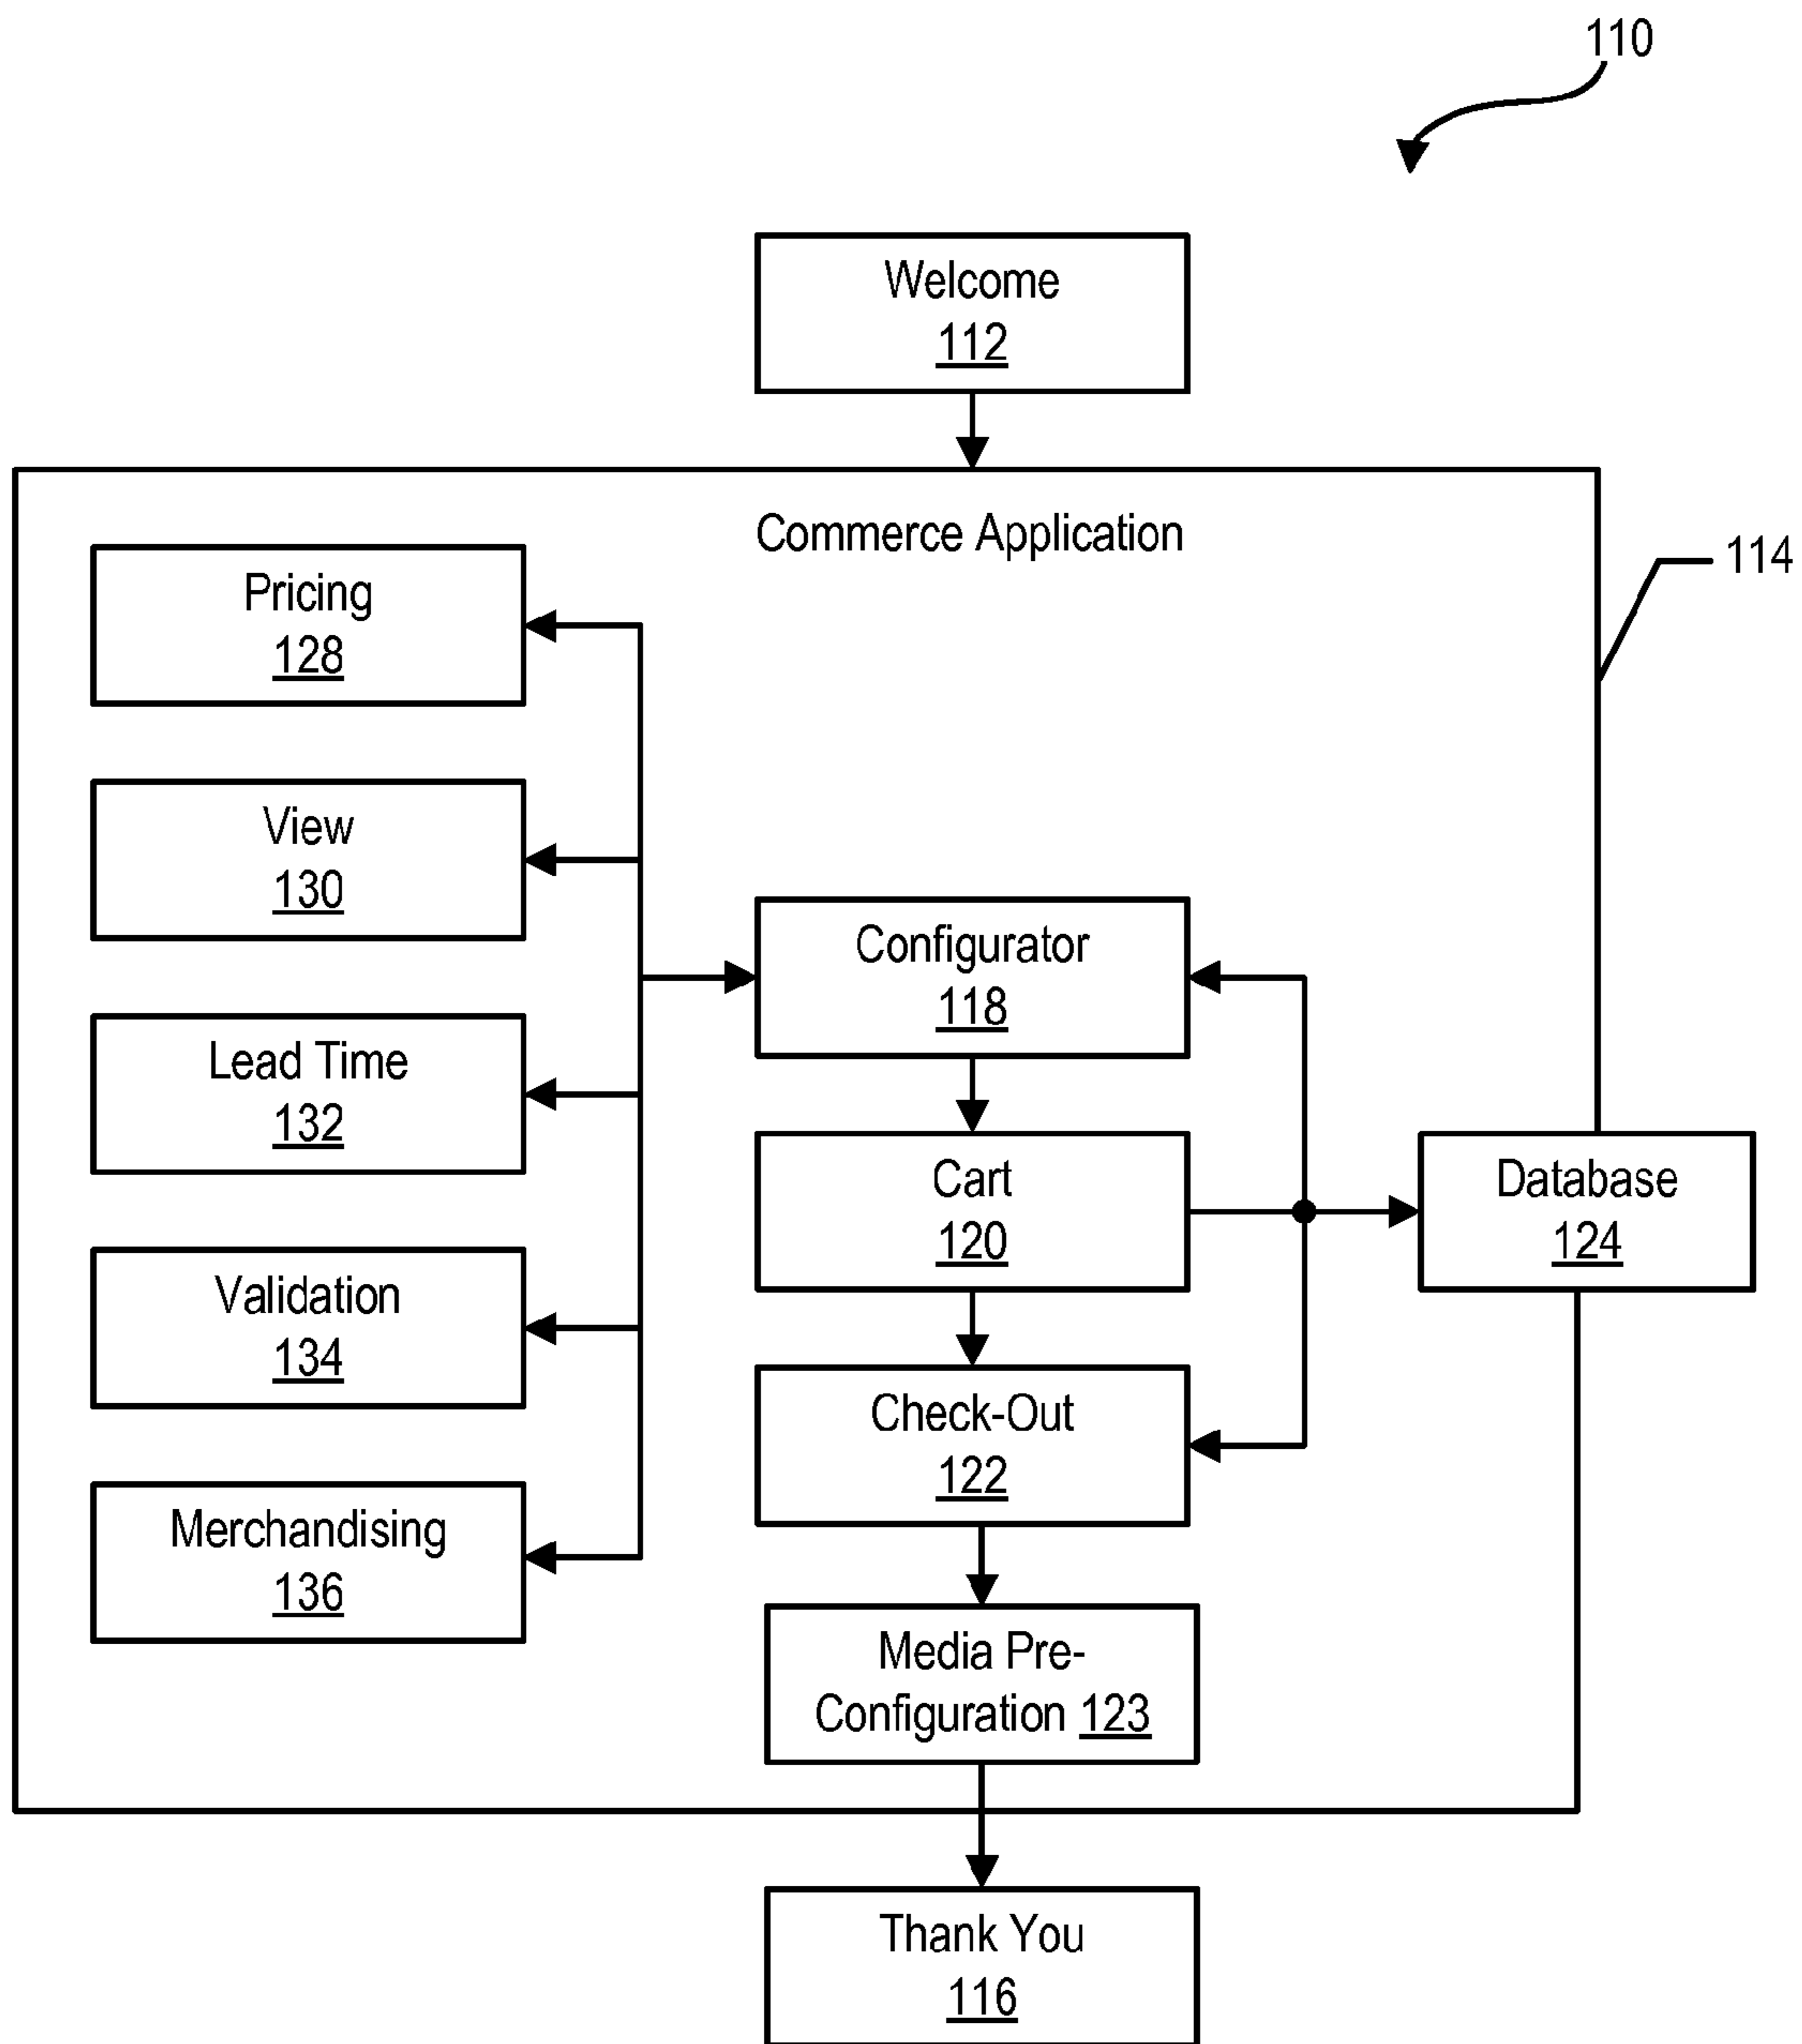 110
Welcome
112
Commerce Application
114
Pricing
128
View
130
Configurator
118
Lead Time
132
Cart
120
Database
124
Validation
134
Check-Out
122
Merchandising
136
Media Pre-
Configuration 123
Thank You
116